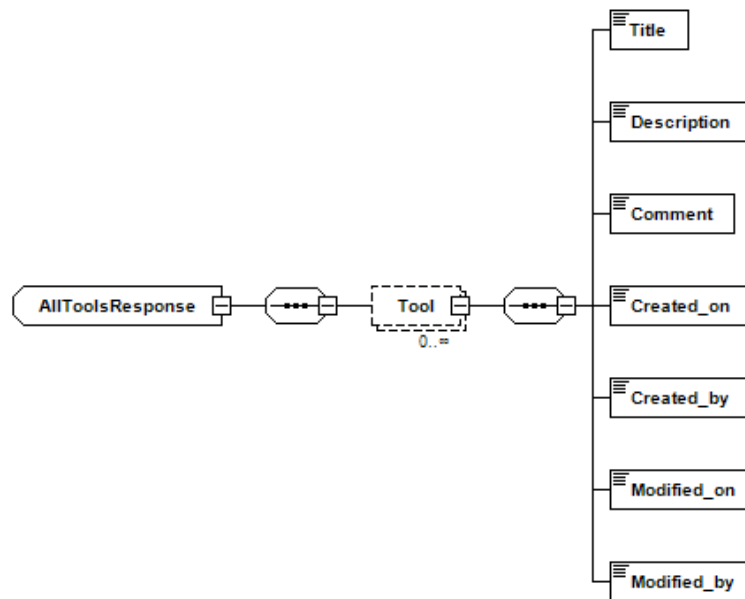 Title
Description
Comment
AllToolsResponse
Tool
0..∞
Created_on
Created_by
Modified_on
Modified_by